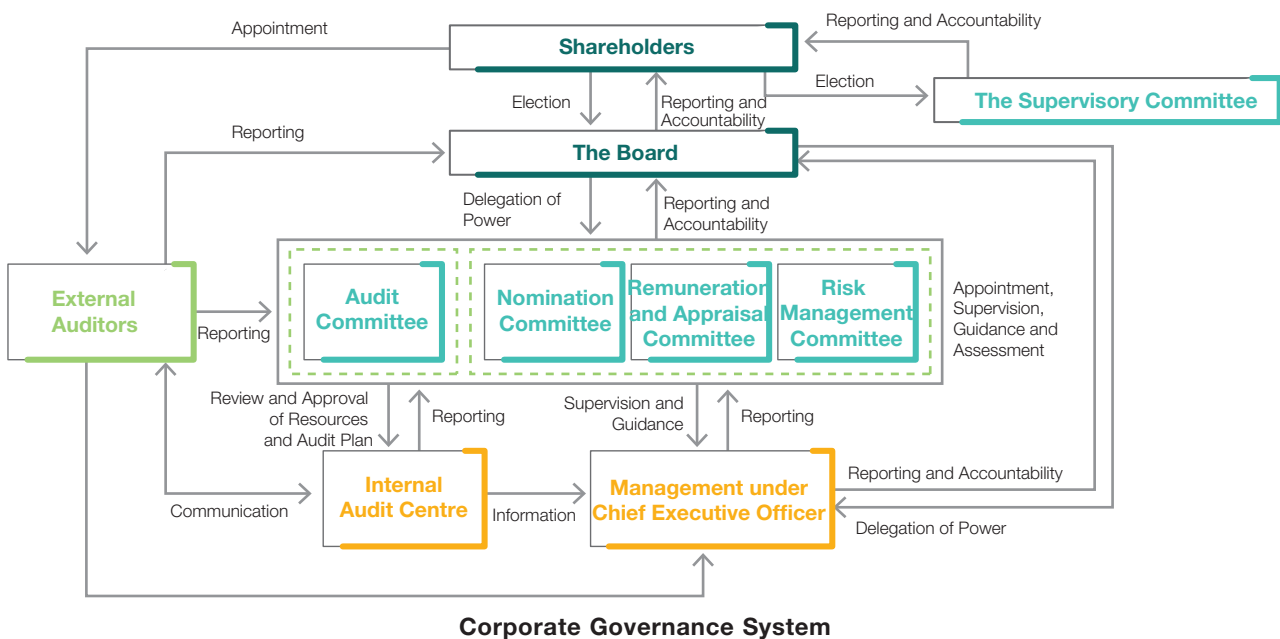 Appointment
Shareholders
Reporting and Accountability
Election
Reporting and
Accountability
Election
The Supervisory Committee
Reporting
The Board
Delegation of
Power
Reporting and
Accountability
External
Auditors
Reporting
Audit
Committee
Nomination
Committee
Remuneration
and Appraisal
Committee
Risk
Management
Committee
Appointment,
Supervision,
Guidance and
Assessment
Review and Approval
of Resources
and Audit Plan
Reporting
Supervision and
Guidance
Reporting
Communication
Internal
Audit Centre
Information
Management under
Chief Executive Officer
Reporting and Accountability
Delegation of Power
Corporate Governance System